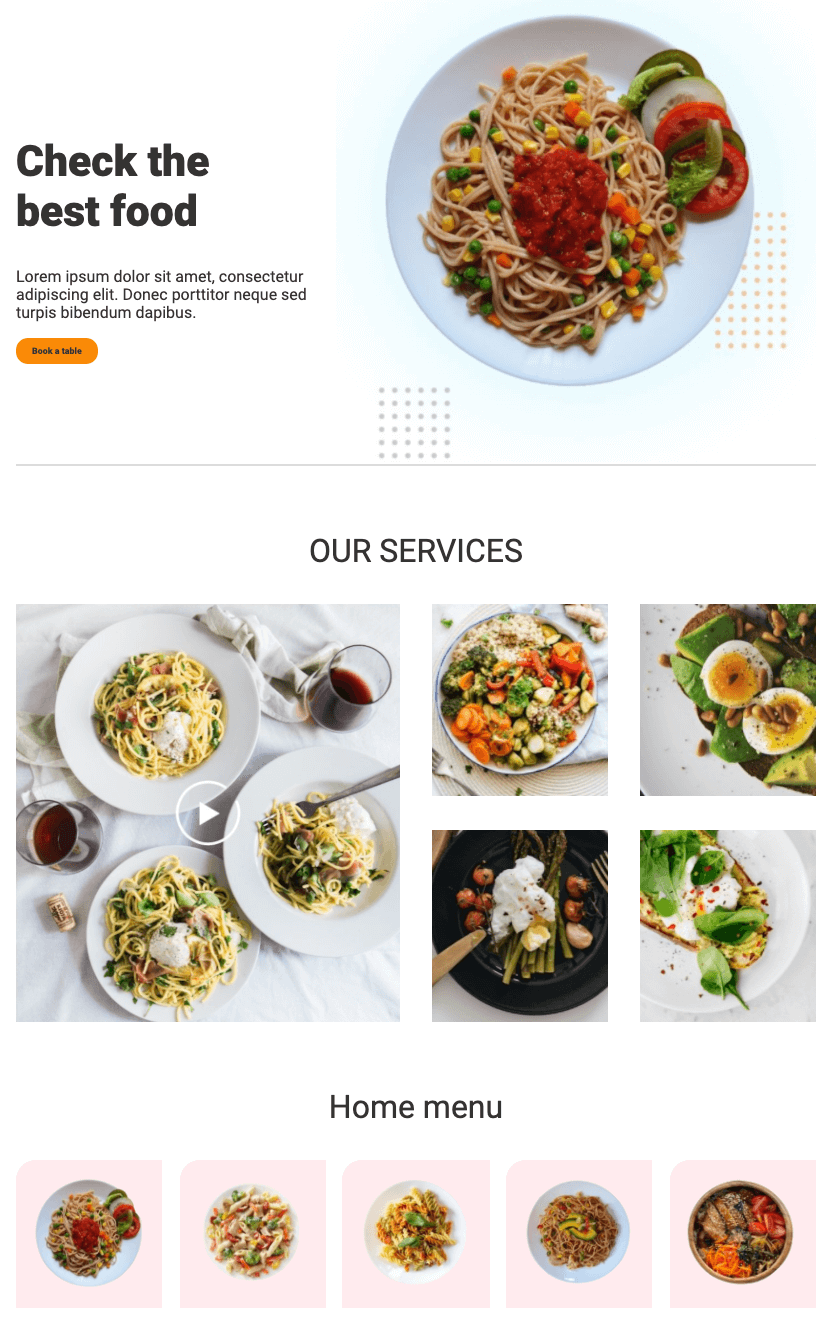 Check the
best food
Lorem ipsum dolor sit amet, consectetur
adipiscing elit. Donec porttitor neque sed
turpis bibendum dapibus.
Book a table
OUR SERVICES
Home menu